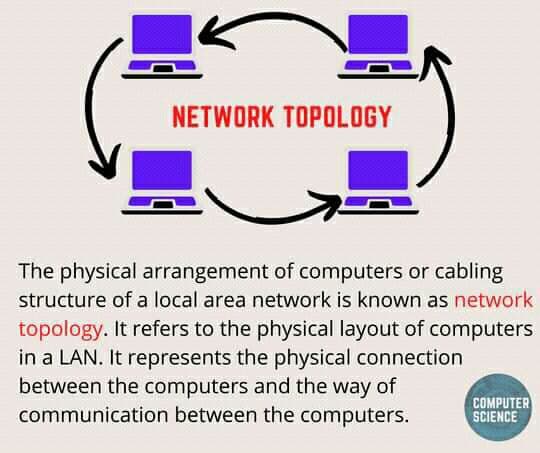 NETWORK TOPOLOGY
The physical arrangement of computers or cabling
structure of a local area network is known as network
topology. It refers to the physical layout of computers
in a LAN. It represents the physical connection
between the computers and the way of
communication between the computers.
COMPUTER
SCIENCE